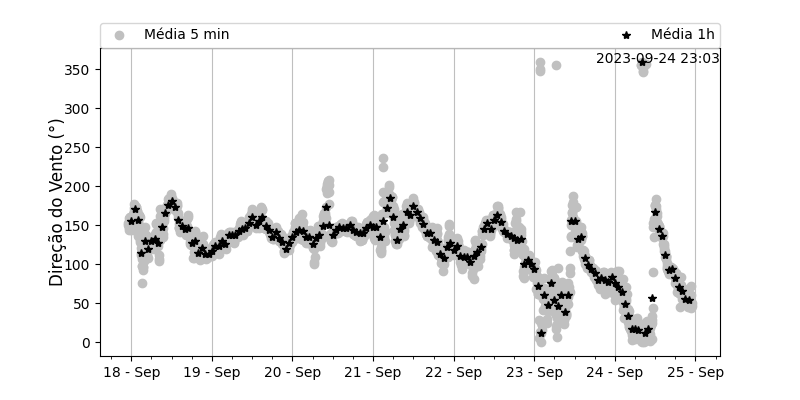 Média 5 min
Média 1h
2023-09-24 23:03
Direção do Vento (°)
350
300
250
200
150
100
50
0
18 - Sep
19 - Sep
20 - Sep
21 - Sep
22 - Sep
23 - Sep
24 - Sep
25 - Sep